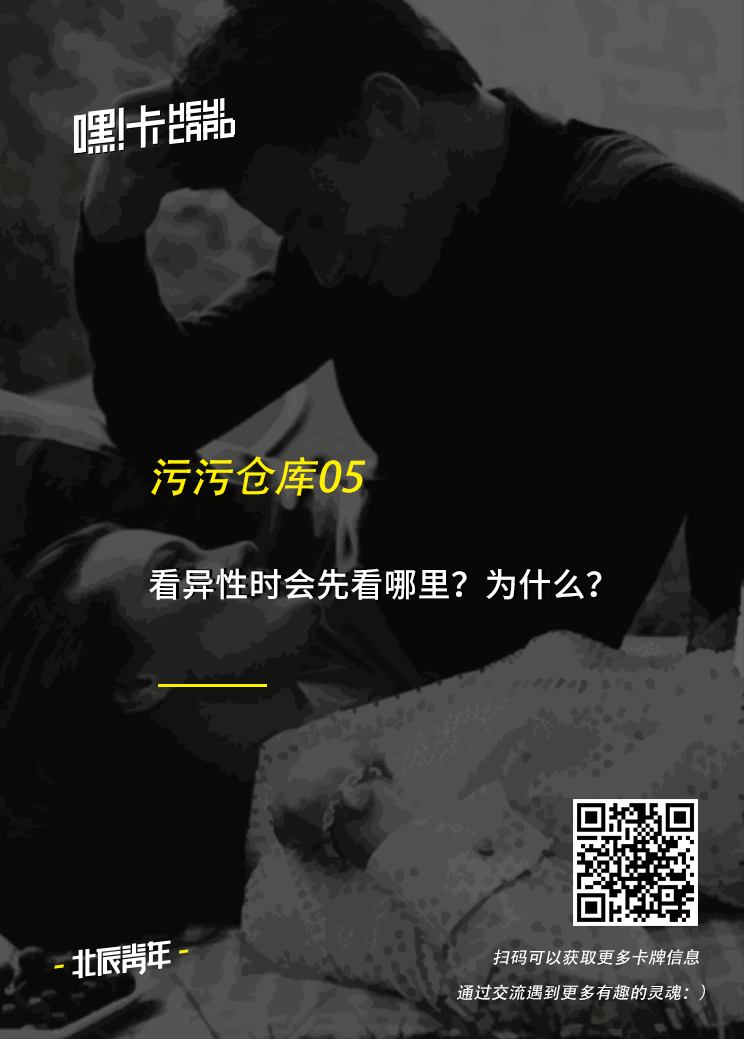 嘿!卡 HEY!
CARD
污污仓库05
看异性时会先看哪里？为什么？
- 北辰青年 -
扫码可以获取更多卡牌信息
通过交流遇到更多有趣的灵魂：）